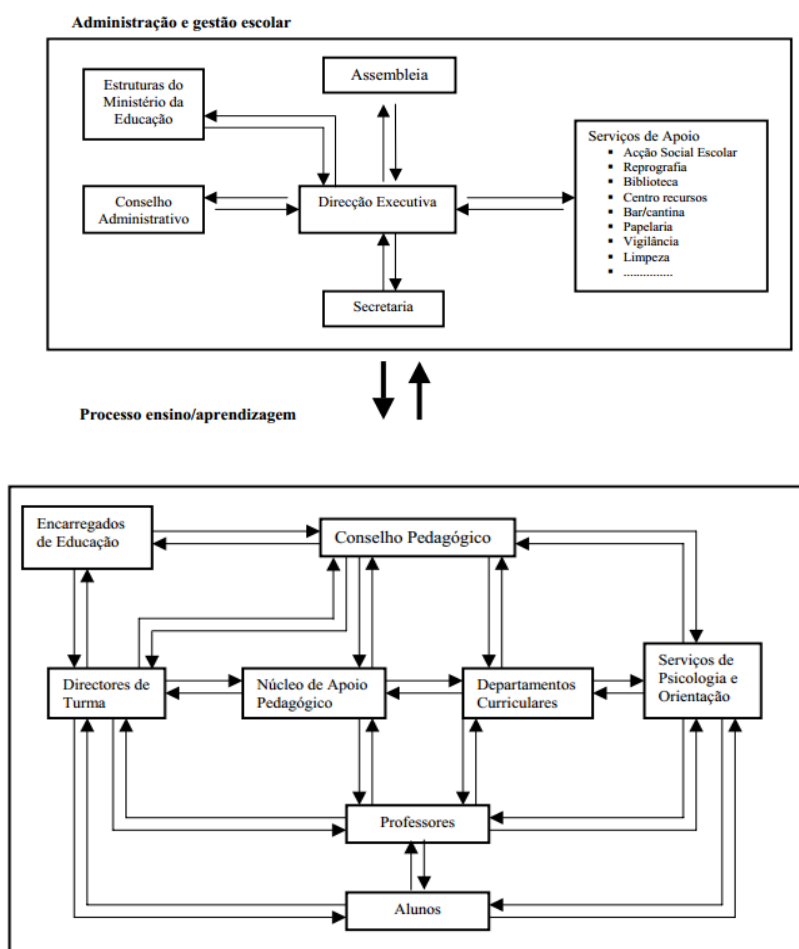 Administração e gestão escolar
Assembleia
Estruturas do
Ministério da
Educação
Serviços de Apoio
▪ Acção Social Escolar
▪ Reprografia
▪ Biblioteca
▪ Centro recursos
▪ Bar/cantina
▪ Papelaria
▪ Vigilância
▪ Limpeza
▪ ...............
Conselho
Administrativo
Direcção Executiva
Secretaria
Processo ensino/aprendizagem
Encarregados
de Educação
Conselho Pedagógico
Directores de
Turma
Núcleo de Apoio
Pedagógico
Departamentos
Curriculares
Serviços de
Psicologia e
Orientação
Professores
Alunos